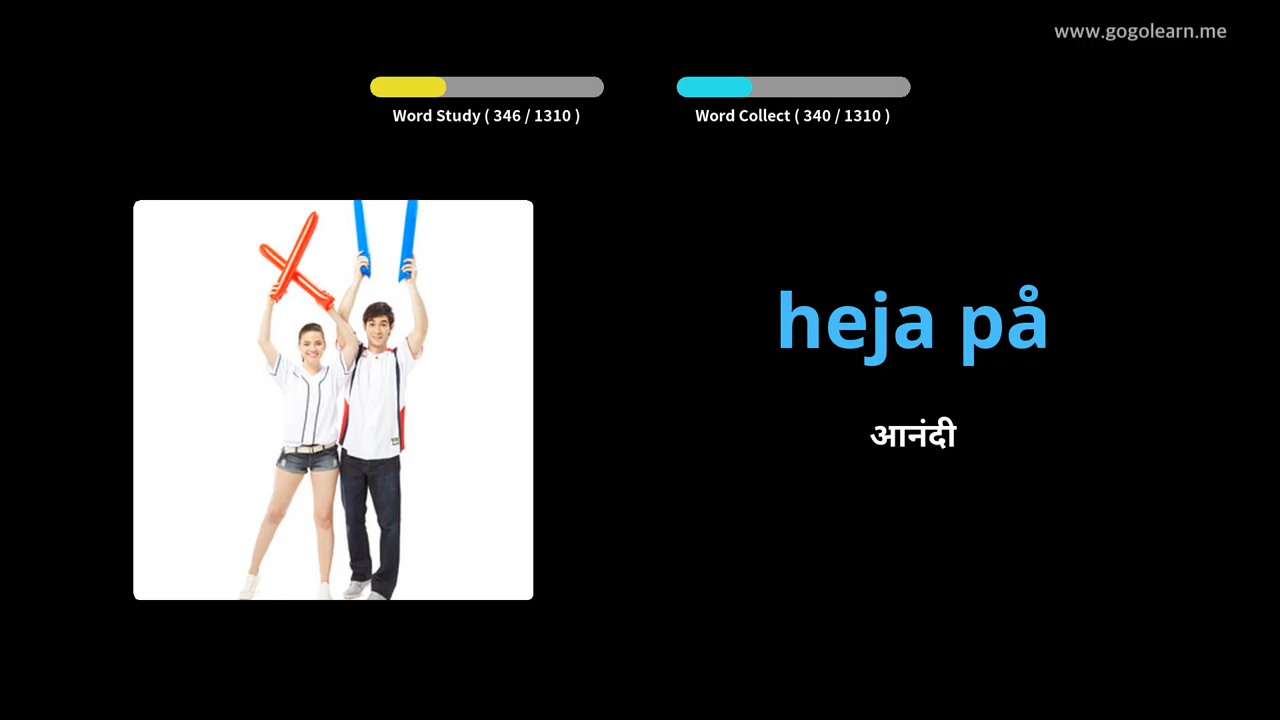 www.gogolearn.me
Word Study ( 346 / 1310 )
Word Collect ( 340 / 1310 )
heja på
आनंदी